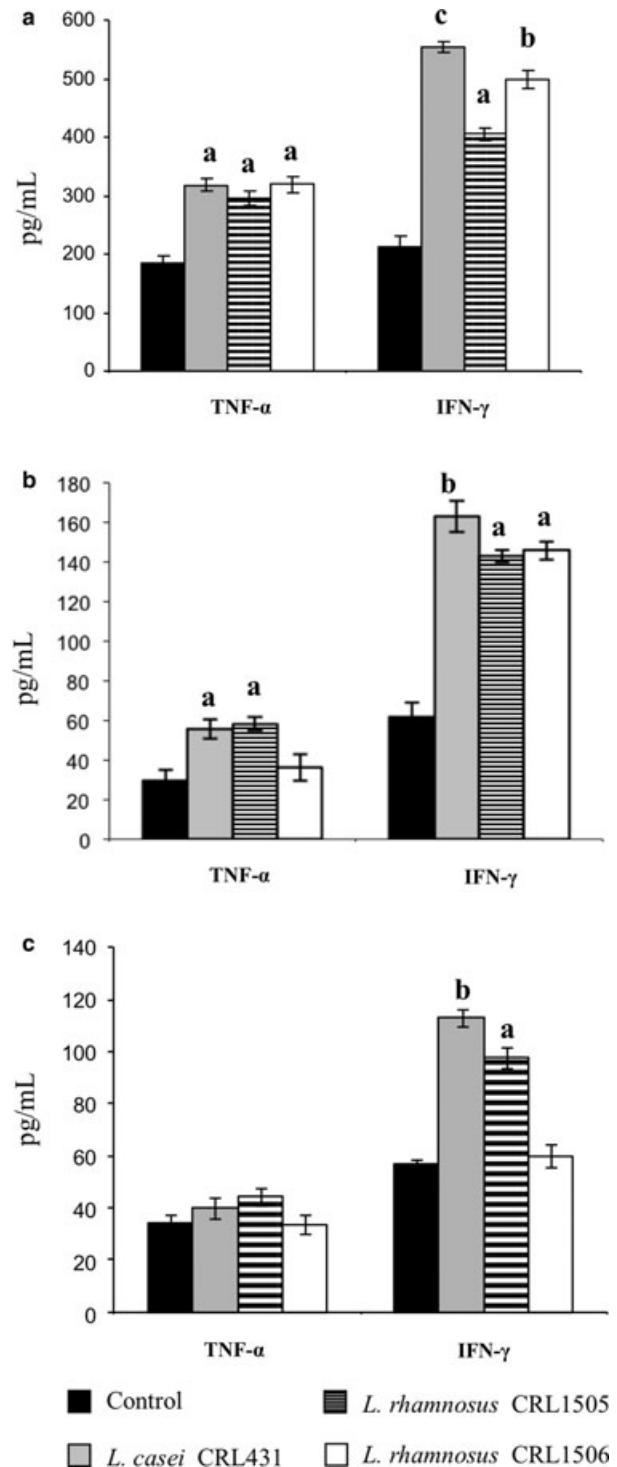 a
600
500
400
300
200
100
0
pg/mL
a a a
c a b
TNF-α IFN-γ
b
180
160
140
120
100
80
60
40
20
0
pg/mL
a a
b a a
TNF-α IFN-γ
c
140
120
100
80
60
40
20
0
pg/mL
b a
TNF-α IFN-γ
Control L. rhamnosus CRL1505
L. casei CRL431 L. rhamnosus CRL1506